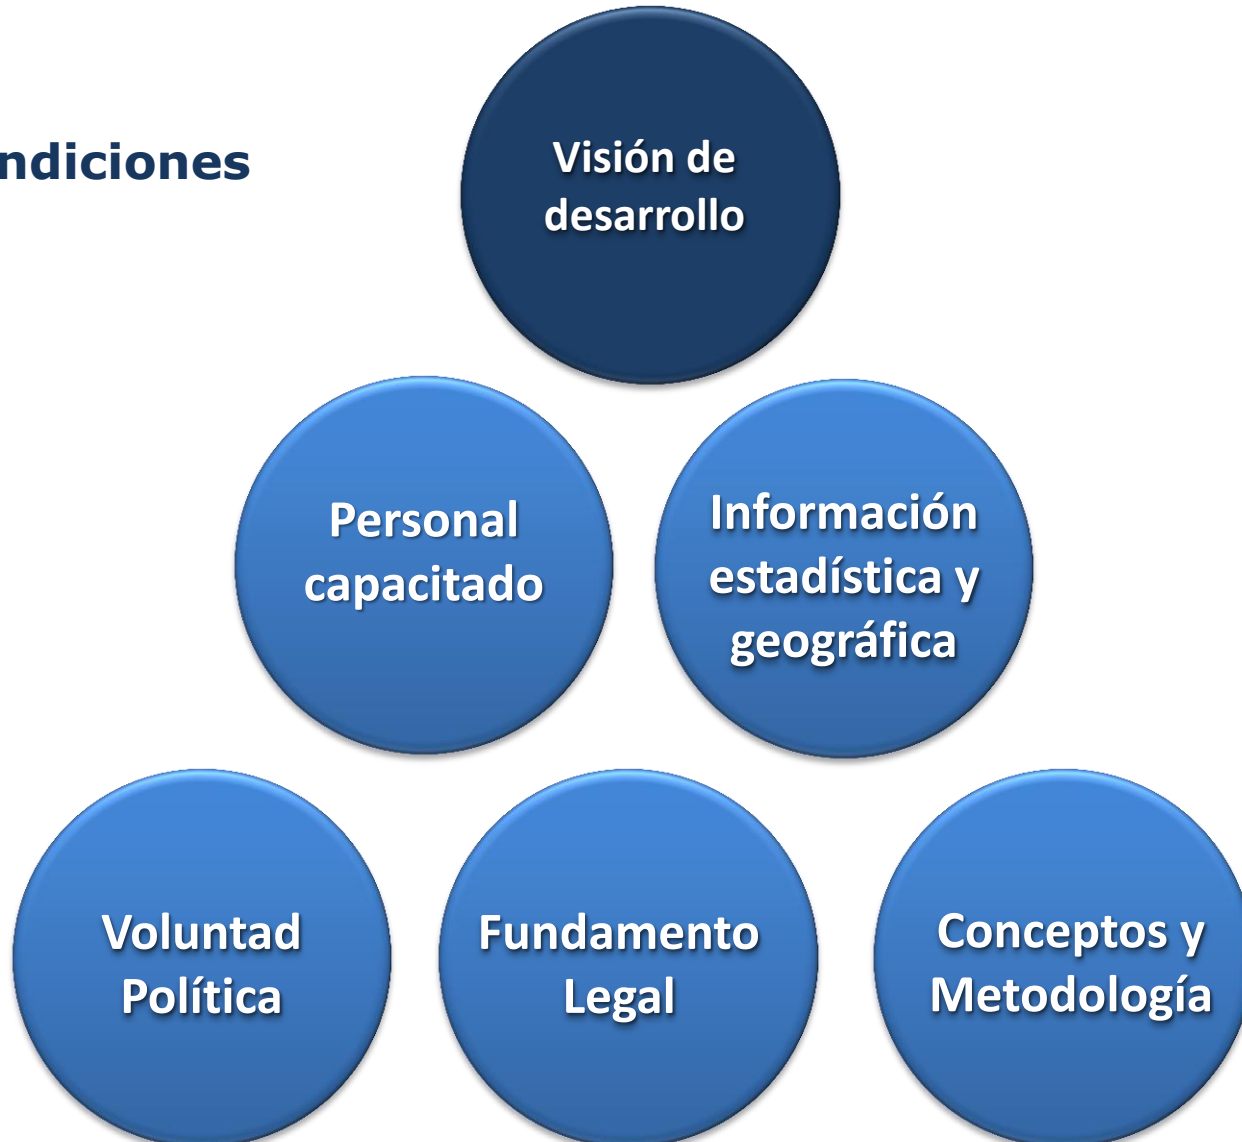 ndiciones
Visión de
desarrollo
Personal
capacitado
Información
estadística y
geográfica
Voluntad
Política
Fundamento
Legal
Conceptos y
Metodología